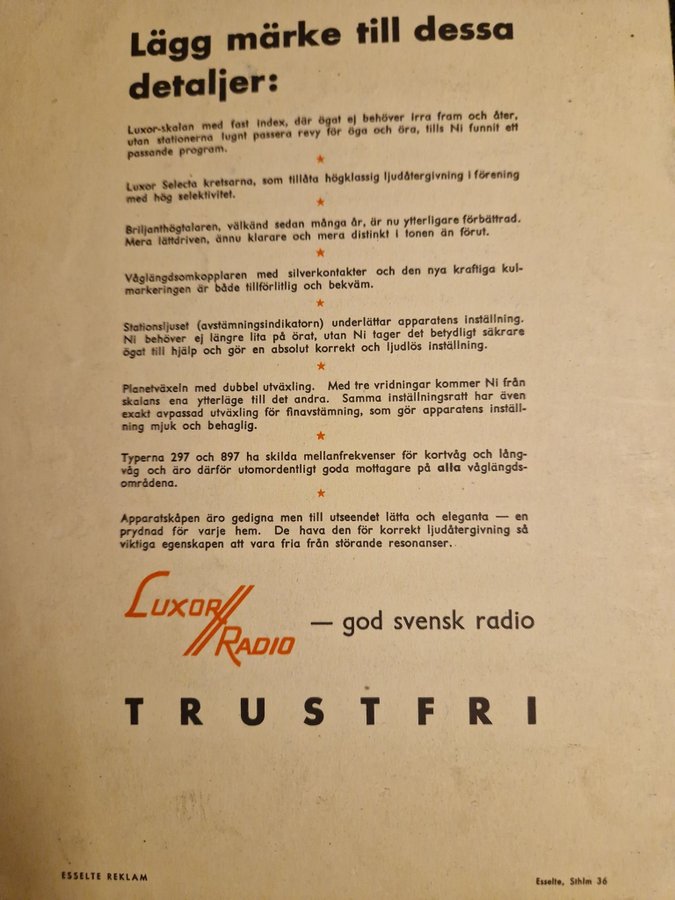 Lägg märke till dessa
detaljer:
Luxor-skalan med fast index, där ögat ej behöver irra fram och åter,
utan stationerna lugnt passera revy för öga och öra, tills Ni funnit ett
passande program.
★
Luxor Selecta kretsarna, som tillåta högklassig ljudåtergivning i förening
med hög selektivitet.
★
Briljanthögtalaren, välkänd sedan många år, är nu ytterligare förbättrad.
Mera lättdriven, ännu klarare och mera distinkt i tonen än förut.
★
Våglängdsomkopplaren med silverkontakter och den nya kraftiga kul-
markeringen är både tillförlitlig och bekväm.
★
Stationsljuset (avstämningsindikatorn) underlättar apparatens inställning.
Ni behöver ej längre lita på örat, utan Ni tager det betydligt säkrare
ögat till hjälp och gör en absolut korrekt och ljudlös inställning.
★
Planetväxeln med dubbel utväxling. Med tre vridningar kommer Ni från
skalans ena ytterläge till det andra. Samma inställningsratt har även
exakt avpassad utväxling för finavstämning, som gör apparatens inställ-
ning mjuk och behaglig.
★
Typerna 297 och 897 ha skilda mellanfrekvenser för kortvåg och lång-
våg och äro därför utomordentligt goda mottagare på alla våglängds-
områdena.
★
Apparatskåpen äro gedigna men till utseendet lätta och eleganta — en
prydnad för varje hem. De hava den för korrekt ljudåtergivning så
viktiga egenskapen att vara fria från störande resonanser.
LUXOR
RADIO — god svensk radio
TRUSTFRI
ESSELTE REKLAM
Esselte, Sthlm 36